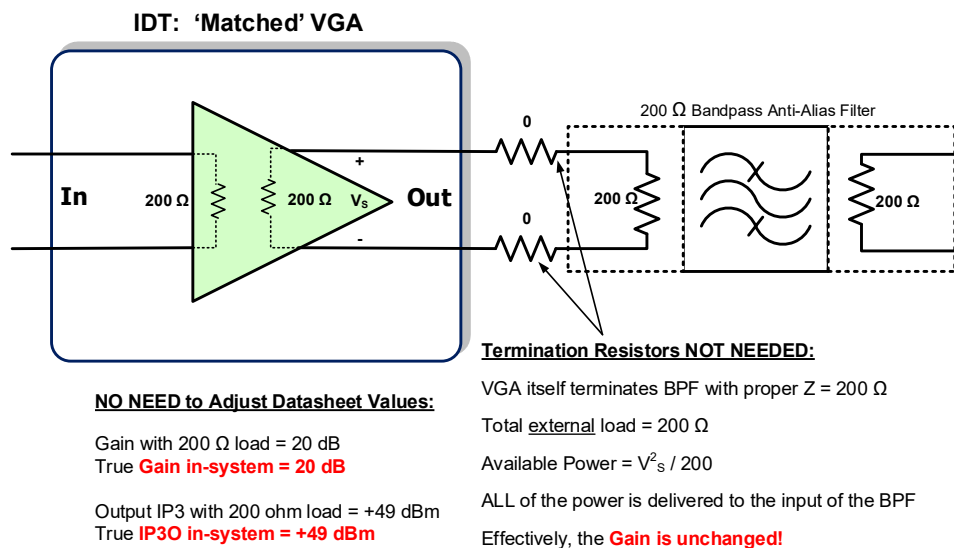 IDT: ‘Matched’ VGA
200 Ω Bandpass Anti-Alias Filter
0
In
200 Ω
200 Ω
+
Vs
-
Out
0
200 Ω
200 Ω
NO NEED to Adjust Datasheet Values:
Gain with 200 Ω load = 20 dB
True Gain in-system = 20 dB
Output IP3 with 200 ohm load = +49 dBm
True IP3O in-system = +49 dBm
Termination Resistors NOT NEEDED:
VGA itself terminates BPF with proper Z = 200 Ω
Total external load = 200 Ω
Available Power = V²s / 200
ALL of the power is delivered to the input of the BPF
Effectively, the Gain is unchanged!